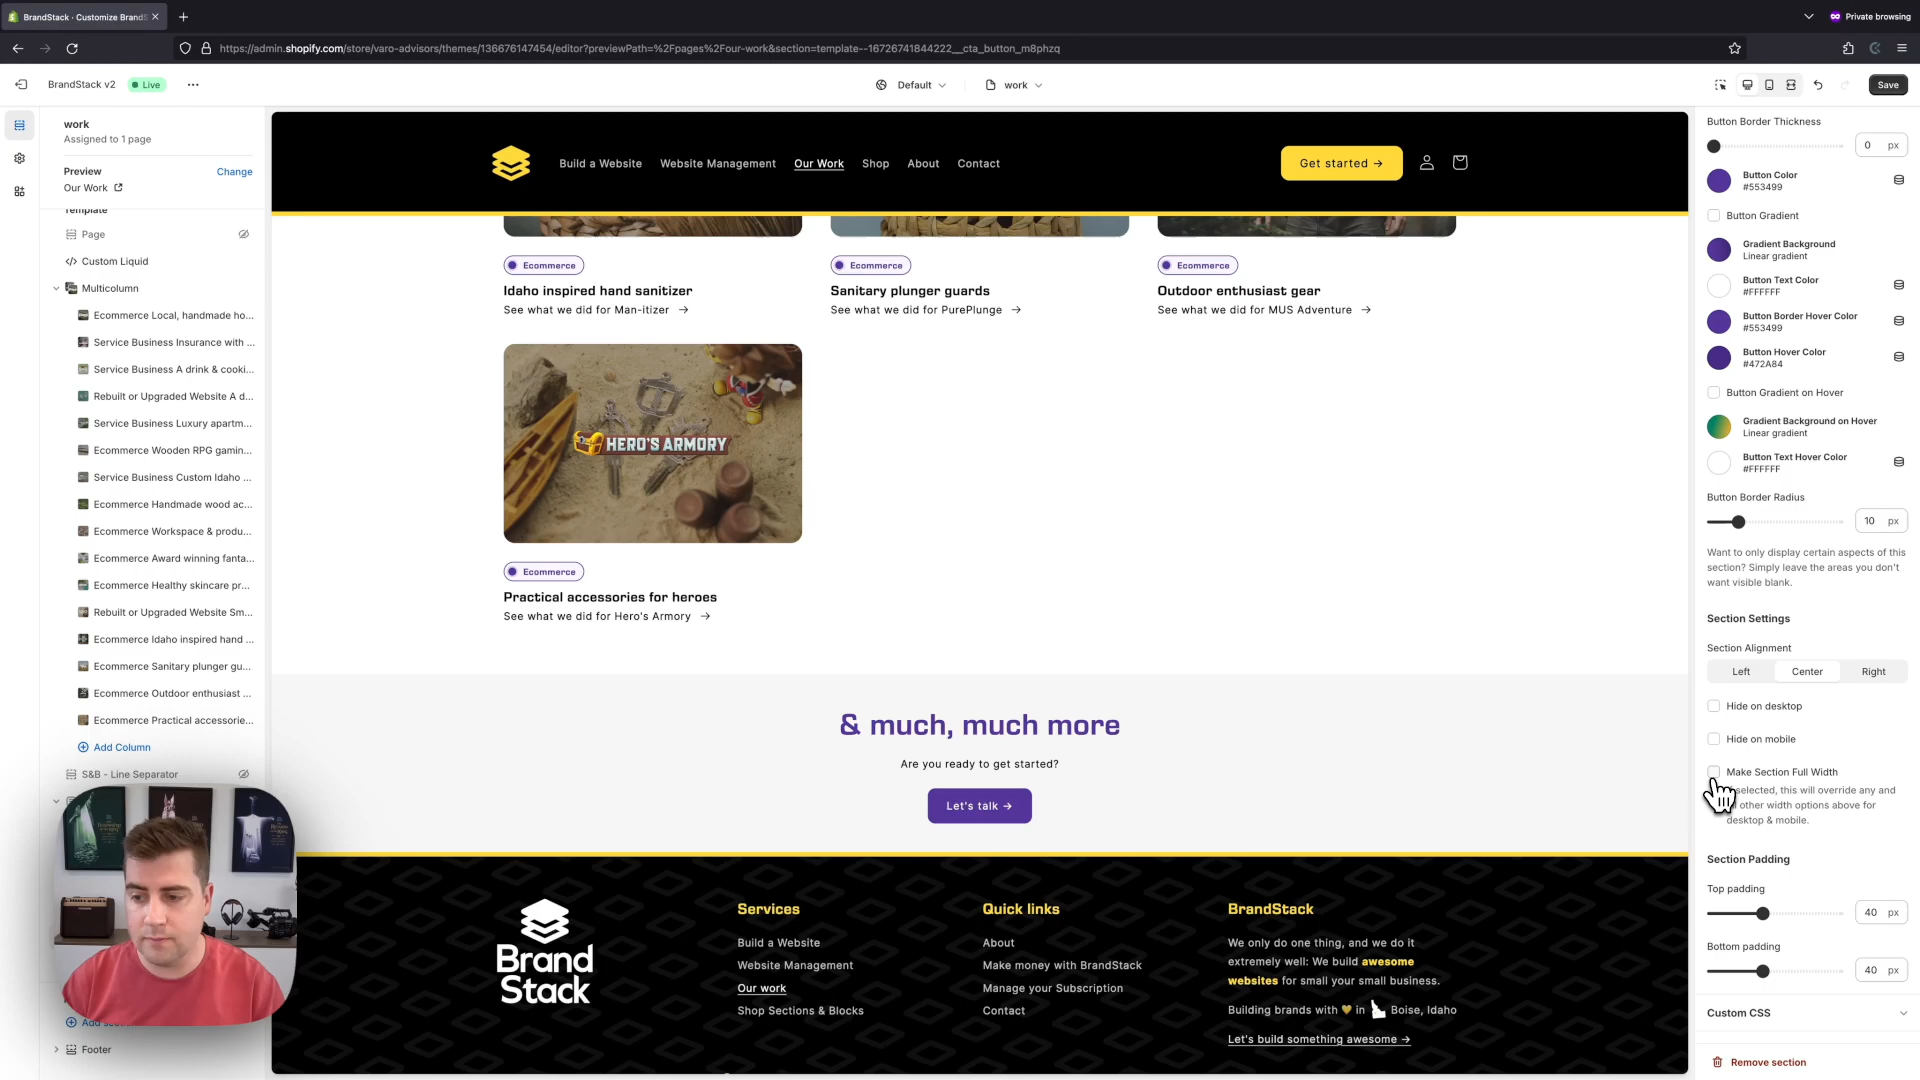 BrandStack · Customize BrandS
Private browsing
https://admin.shopify.com/store/varo-advisors/themes/136676147454/editor?previewPath=%2Fpages%2Four-work&section=template--16726741844222__cta_button_m8phzq
BrandStack v2
Live
Default
work
Save
work
Assigned to 1 page
Preview
Our Work
Change
Template
Page
Custom Liquid
Multicolumn
Ecommerce Local, handmade ho...
Service Business Insurance with ...
Service Business A drink & cooki...
Rebuilt or Upgraded Website A d...
Service Business Luxury apartm...
Ecommerce Wooden RPG gamin...
Service Business Custom Idaho ...
Ecommerce Handmade wood ac...
Ecommerce Workspace & produ...
Ecommerce Award winning fanta...
Ecommerce Healthy skincare pr...
Rebuilt or Upgraded Website Sm...
Ecommerce Idaho inspired hand ...
Ecommerce Sanitary plunger gu...
Ecommerce Outdoor enthusiast ...
Ecommerce Practical accessorie...
Add Column
S&B - Line Separator
Footer
Build a Website
Website Management
Our Work
Shop
About
Contact
Get started →
Ecommerce
Idaho inspired hand sanitizer
See what we did for Man-itizer →
Ecommerce
Sanitary plunger guards
See what we did for PurePlunge →
Ecommerce
Outdoor enthusiast gear
See what we did for MUS Adventure →
HERO'S ARMORY
Ecommerce
Practical accessories for heroes
See what we did for Hero's Armory →
& much, much more
Are you ready to get started?
Let's talk →
Brand
Stack
Services
Build a Website
Website Management
Our work
Shop Sections & Blocks
Quick links
About
Make money with BrandStack
Manage your Subscription
Contact
BrandStack
We only do one thing, and we do it
extremely well: We build awesome
websites for small your small business.
Building brands with 💛 in Boise, Idaho
Let's build something awesome →
Button Border Thickness
0 px
Button Color
#553499
Button Gradient
Gradient Background
Linear gradient
Button Text Color
#FFFFFF
Button Border Hover Color
#553499
Button Hover Color
#472A84
Button Gradient on Hover
Gradient Background on Hover
Linear gradient
Button Text Hover Color
#FFFFFF
Button Border Radius
10 px
Want to only display certain aspects of this
section? Simply leave the areas you don't
want visible blank.
Section Settings
Section Alignment
Left
Center
Right
Hide on desktop
Hide on mobile
Make Section Full Width
selected, this will override any and
other width options above for
desktop & mobile.
Section Padding
Top padding
40 px
Bottom padding
40 px
Custom CSS
Remove section